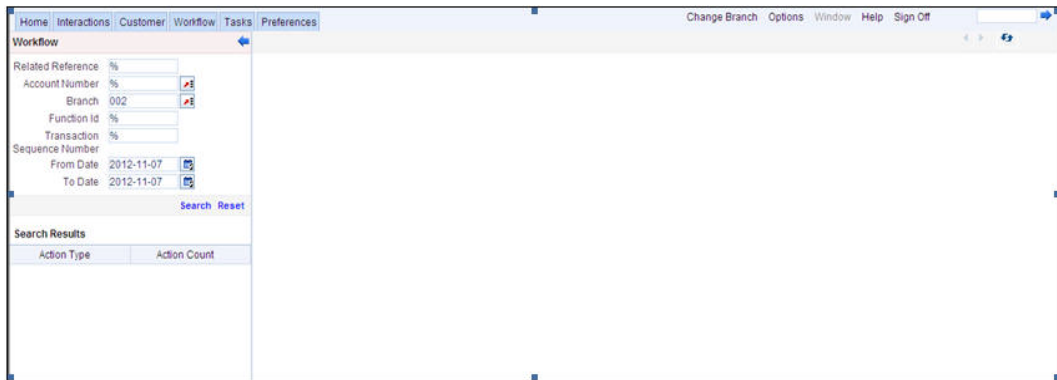 Home Interactions Customer Workflow Tasks Preferences Change Branch Options Window Help Sign Off
Workflow
Related Reference %
Account Number %
Branch 002
Function Id %
Transaction %
Sequence Number
From Date 2012-11-07
To Date 2012-11-07
Search Reset
Search Results
Action Type Action Count